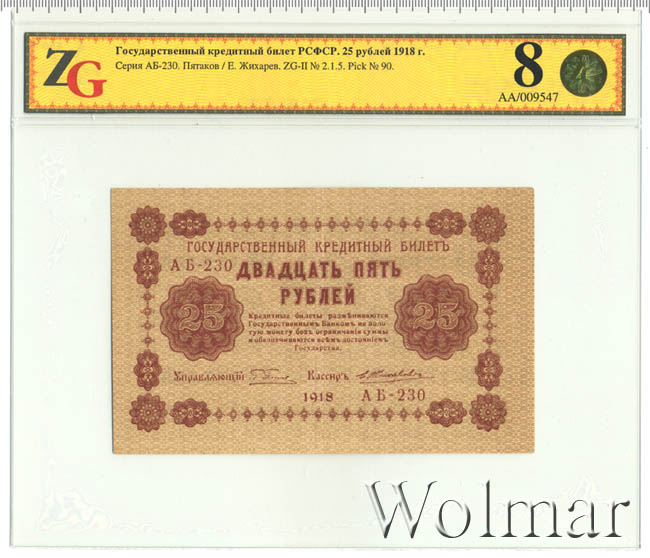 ZG
Государственный кредитный билет РСФСР. 25 рублей 1918 г.
Серия АБ-230. Пятаков / Е. Жихарев. ZG-II № 2.1.5. Pick № 90.
8
AA/009547
ГОСУДАРСТВЕННЫЙ КРЕДИТНЫЙ БИЛЕТЪ
АБ-230 ДВАДЦАТЬ ПЯТЬ
РУБЛЕЙ
25
25
Кредитные билеты размѣниваются
Государственнымъ Банкомъ на золо-
тую монету безъ ограниченія суммы
и обезпечиваются всѣмъ достояніемъ
Государства.
Управляющій Кассиръ
1918 АБ-230
Wolmar